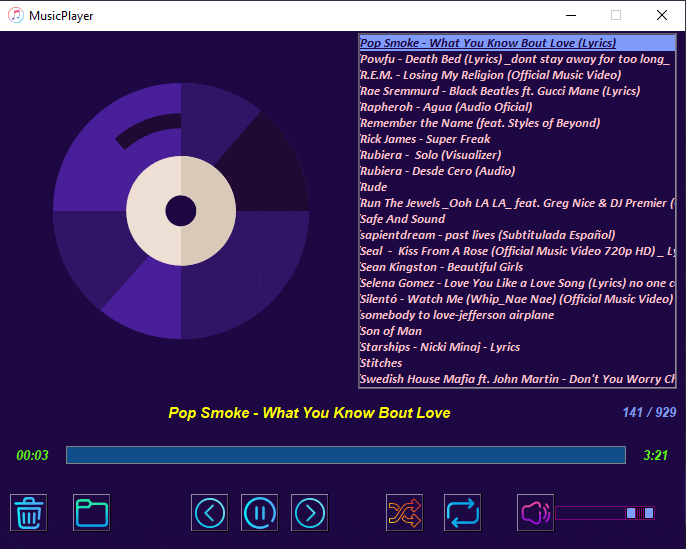 MusicPlayer
Pop Smoke - What You Know Bout Love (Lyrics)
Powfu - Death Bed (Lyrics) _dont stay away for too long_
R.E.M. - Losing My Religion (Official Music Video)
Rae Sremmurd - Black Beatles ft. Gucci Mane (Lyrics)
Rapheroh - Agua (Audio Oficial)
Remember the Name (feat. Styles of Beyond)
Rick James - Super Freak
Rubiera -  Solo (Visualizer)
Rubiera - Desde Cero (Audio)
Rude
Run The Jewels _Ooh LA LA_ feat. Greg Nice & DJ Premier (
Safe And Sound
sapientdream - past lives (Subtitulada Español)
Seal  -  Kiss From A Rose (Official Music Video 720p HD) _ Ly
Sean Kingston - Beautiful Girls
Selena Gomez - Love You Like a Love Song (Lyrics) no one c
Silentó - Watch Me (Whip_Nae Nae) (Official Music Video)
somebody to love-jefferson airplane
Son of Man
Starships - Nicki Minaj - Lyrics
Stitches
Swedish House Mafia ft. John Martin - Don't You Worry Ch
Pop Smoke - What You Know Bout Love
141 / 929
00:03
3:21